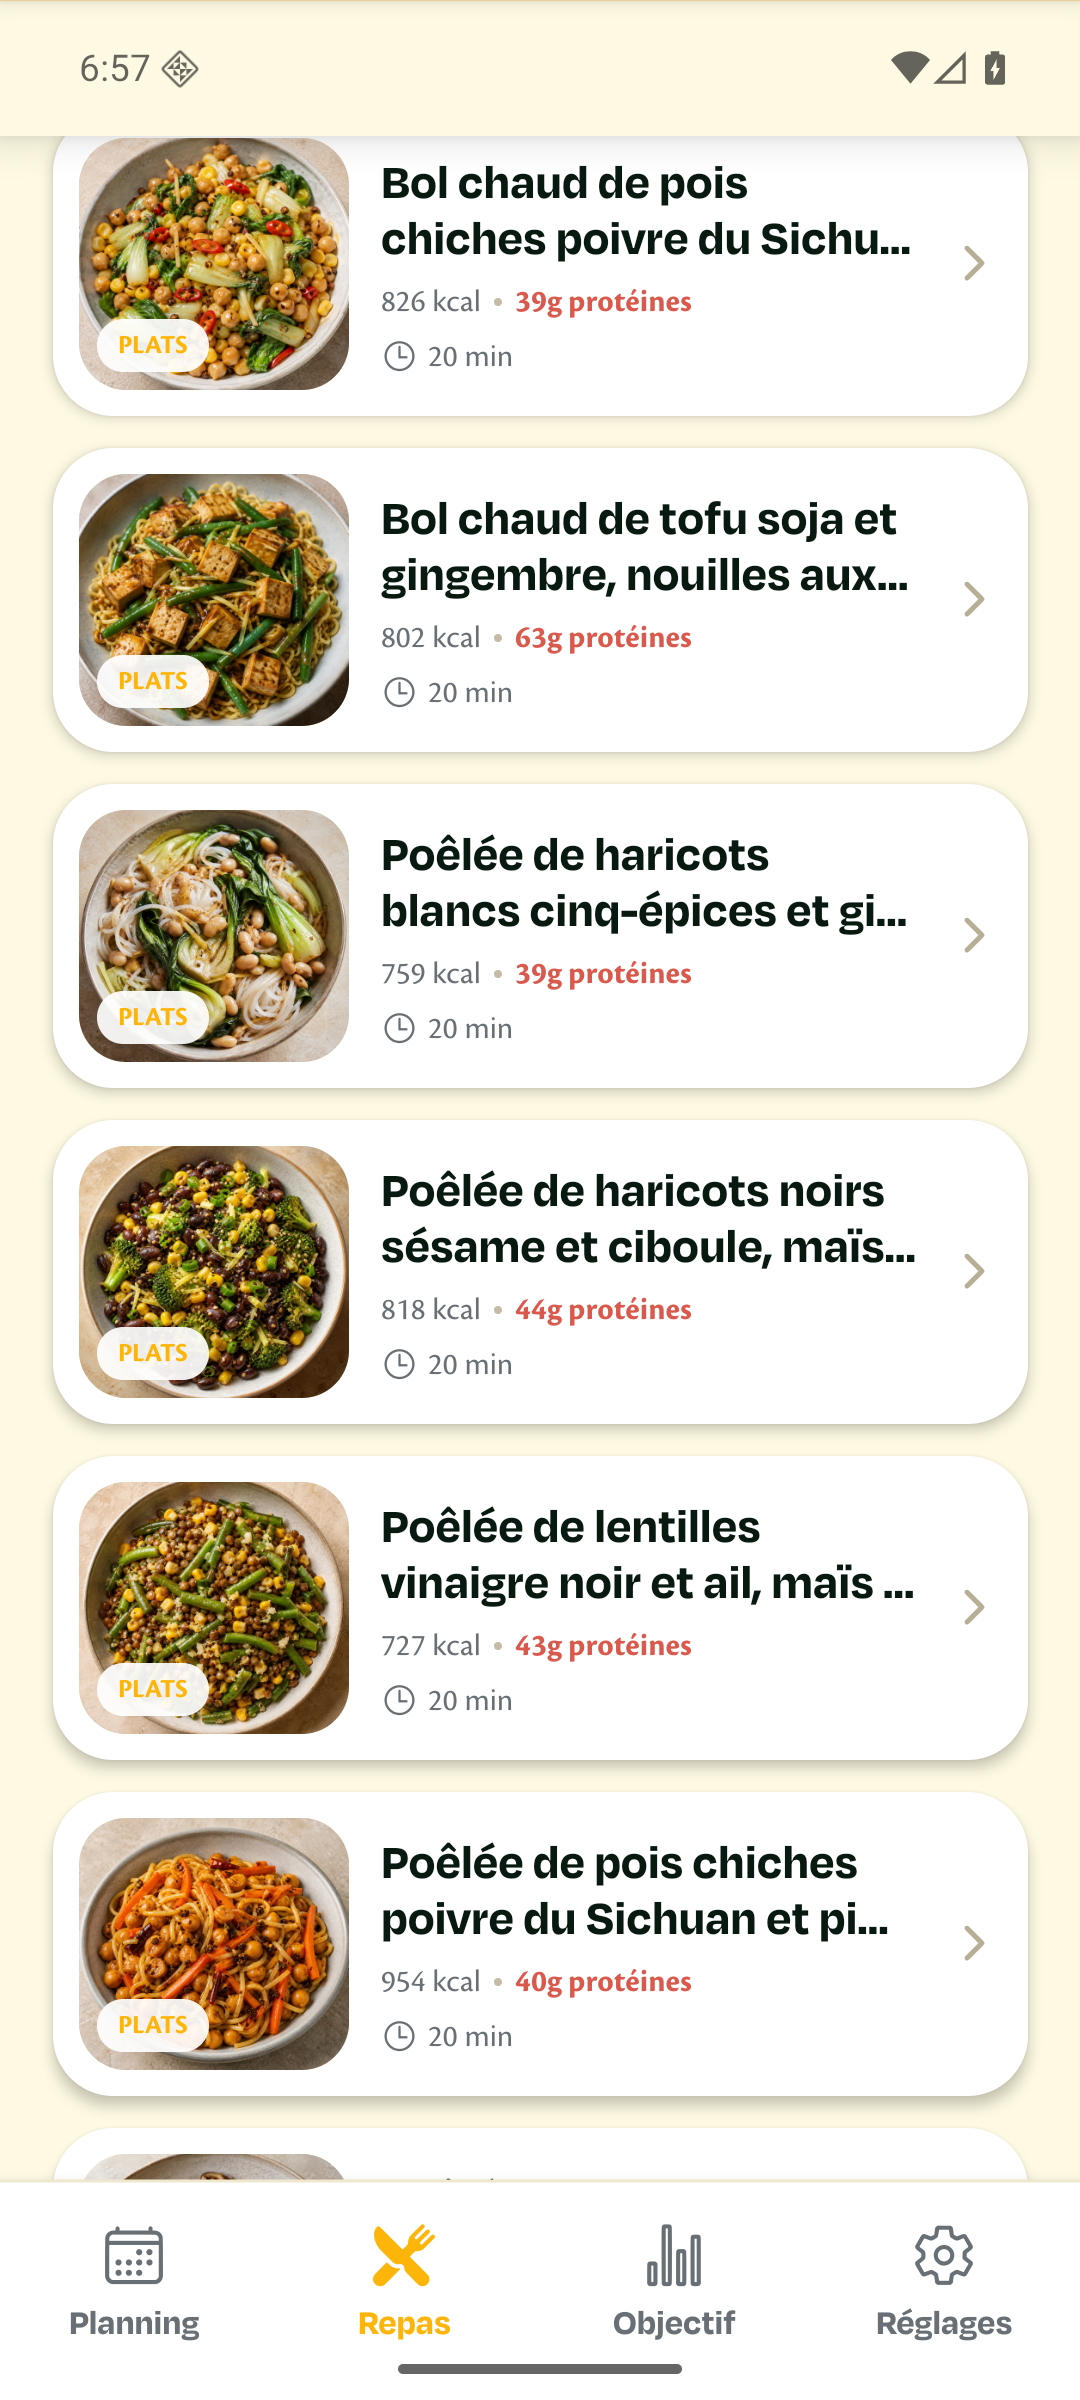 6:57
Bol chaud de pois
chiches poivre du Sichu...
826 kcal • 39g protéines
20 min
PLATS
Bol chaud de tofu soja et
gingembre, nouilles aux...
802 kcal • 63g protéines
20 min
PLATS
Poêlée de haricots
blancs cinq-épices et gi...
759 kcal • 39g protéines
20 min
PLATS
Poêlée de haricots noirs
sésame et ciboule, maïs...
818 kcal • 44g protéines
20 min
PLATS
Poêlée de lentilles
vinaigre noir et ail, maïs ...
727 kcal • 43g protéines
20 min
PLATS
Poêlée de pois chiches
poivre du Sichuan et pi...
954 kcal • 40g protéines
20 min
PLATS
Planning
Repas
Objectif
Réglages